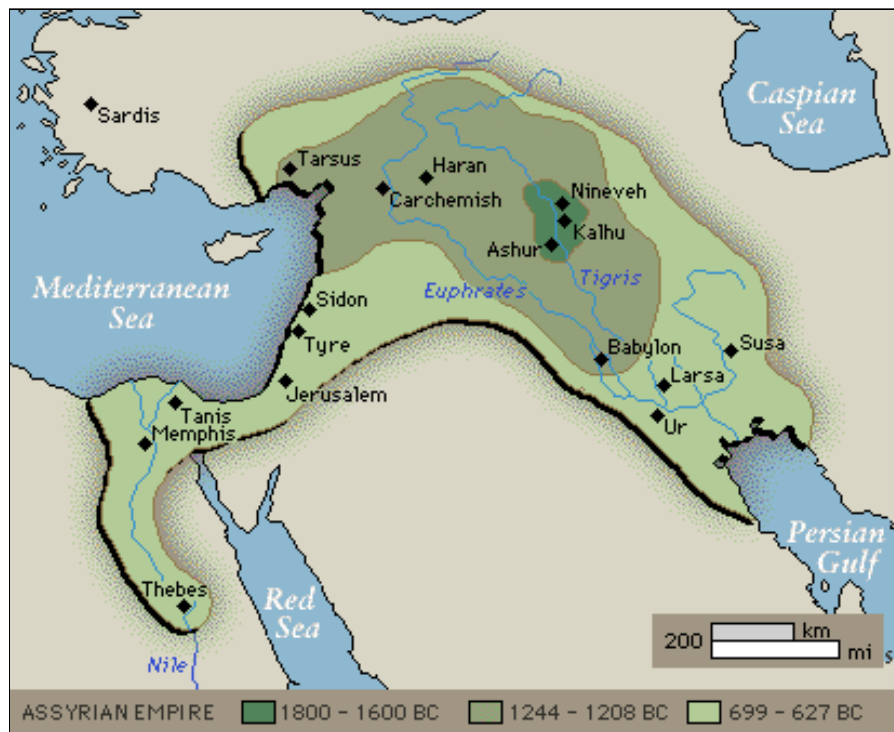 Caspian
Sea
Sardis
Tarsus
Haran
Carchemish
Nineveh
Kalhu
Ashur
Tigris
Euphrates
Mediterranean
Sea
Sidon
Tyre
Jerusalem
Babylon
Susa
Larsa
Ur
Tanis
Memphis
Persian
Gulf
Thebes
Red
Sea
Nile
200 km
mi
s
ASSYRIAN EMPIRE 1800 - 1600 BC 1244 - 1208 BC 699 - 627 BC